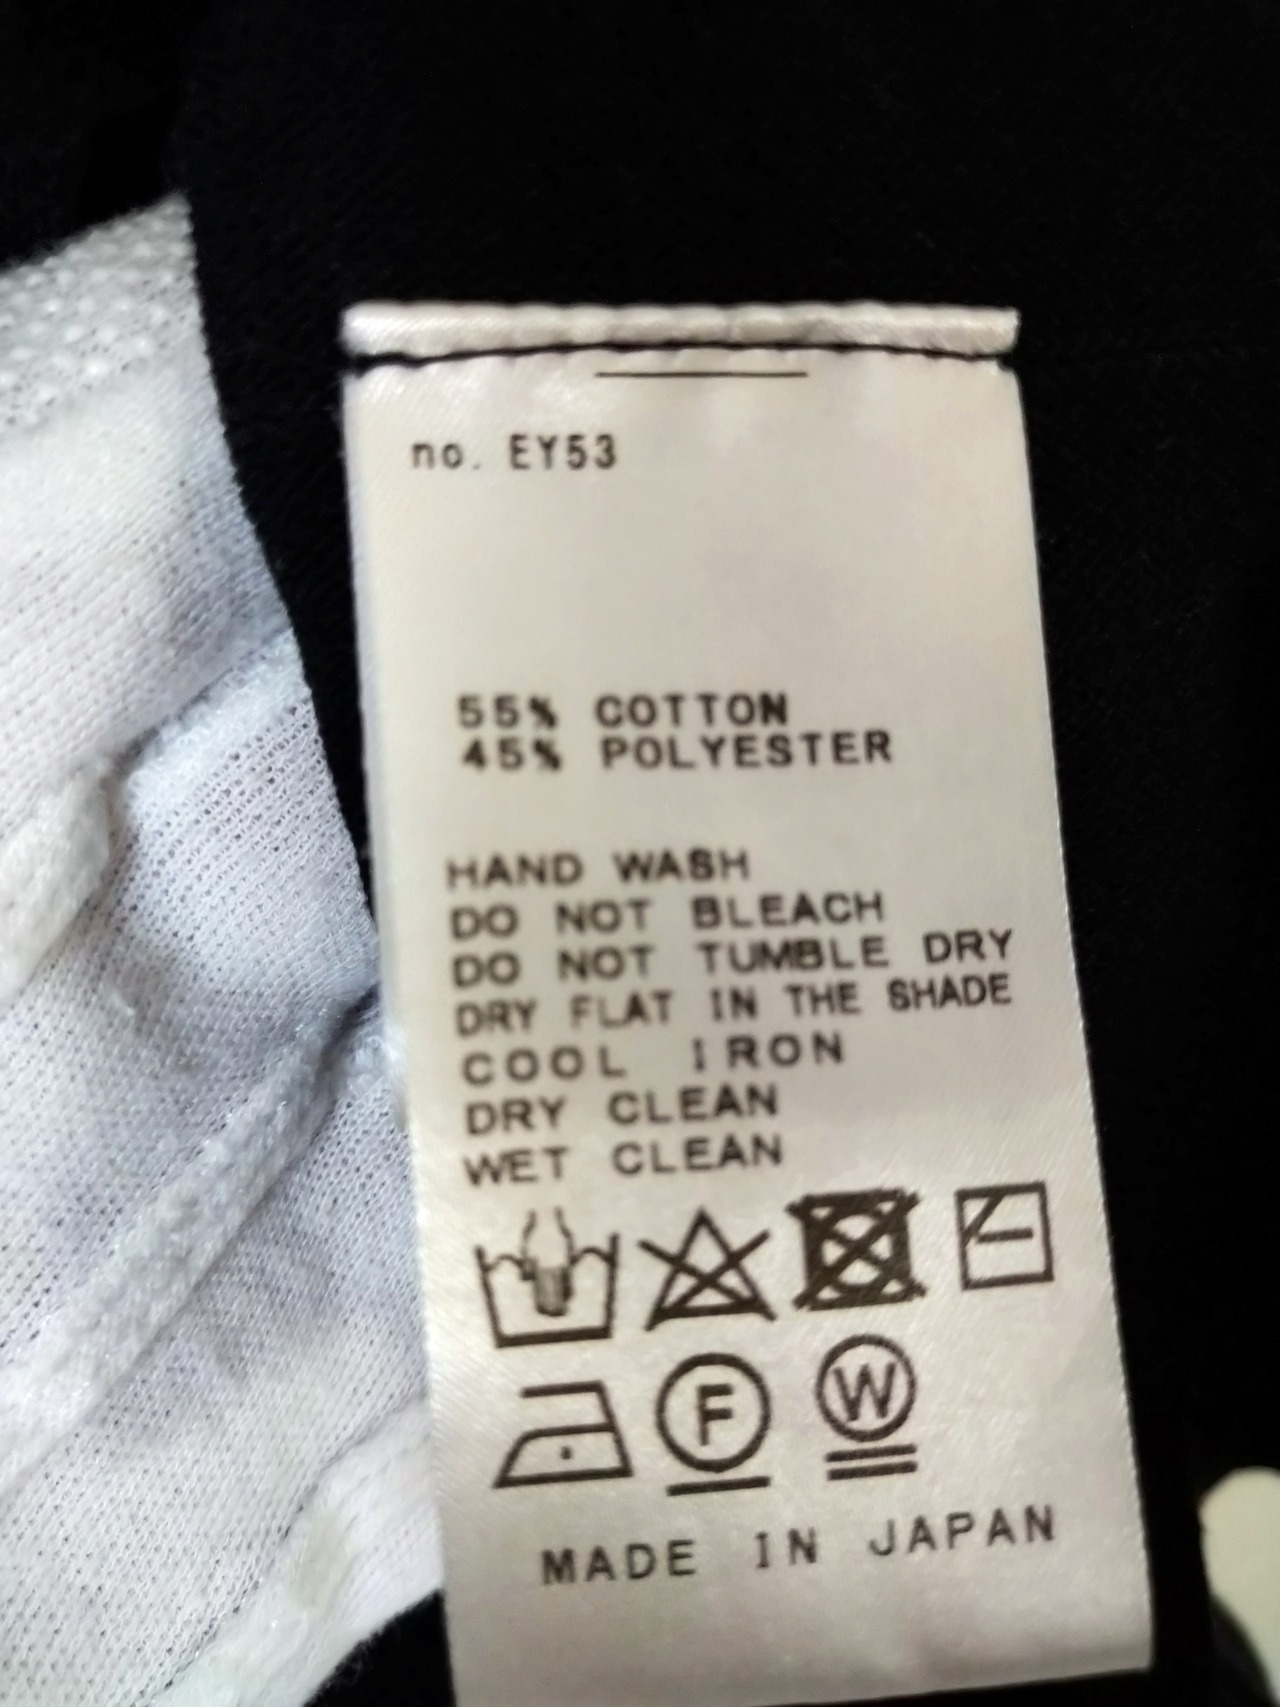 no. EY53
55% COTTON
45% POLYESTER
HAND WASH
DO NOT BLEACH
DO NOT TUMBLE DRY
DRY FLAT IN THE SHADE
COOL IRON
DRY CLEAN
WET CLEAN
F W
MADE IN JAPAN